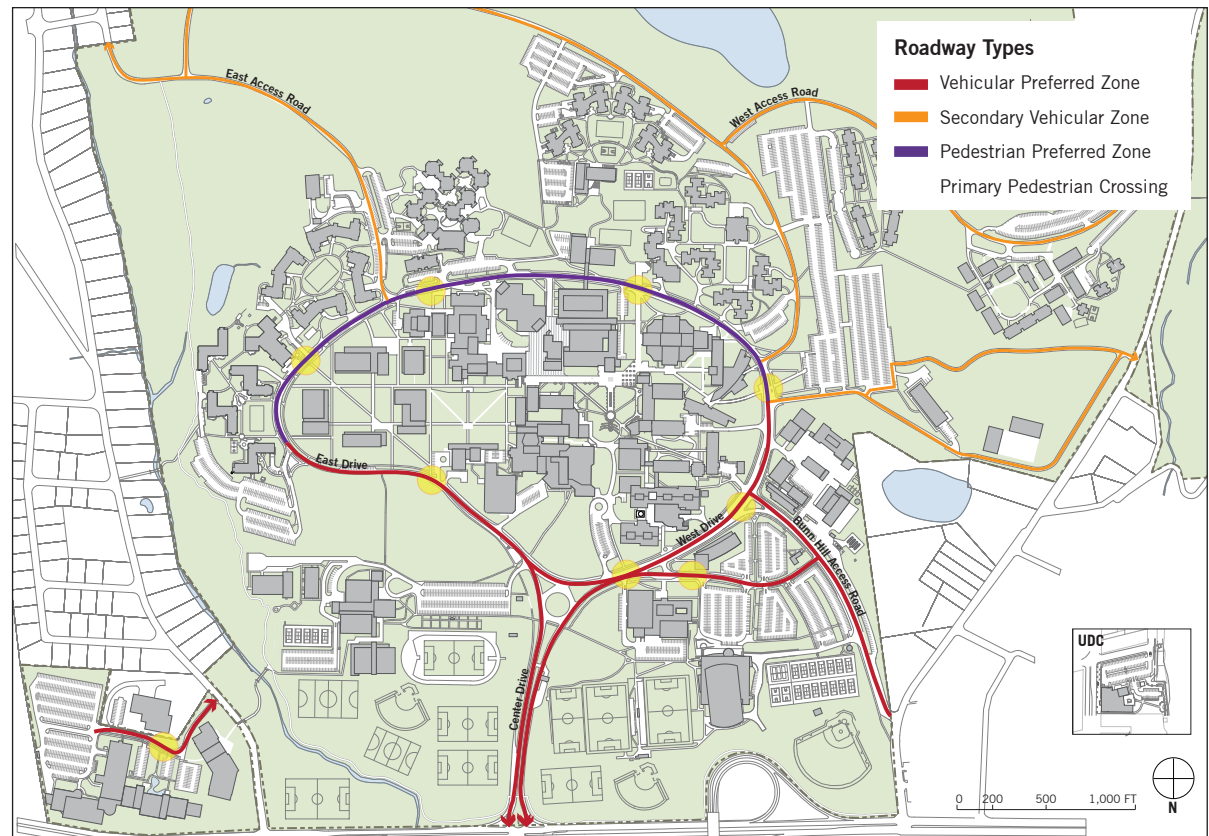 Roadway Types
Vehicular Preferred Zone
Secondary Vehicular Zone
Pedestrian Preferred Zone
Primary Pedestrian Crossing
East Access Road
West Access Road
East Drive
West Drive
Bunn Hill Access Road
Center Drive
UDC
0 200 500 1,000 FT
N